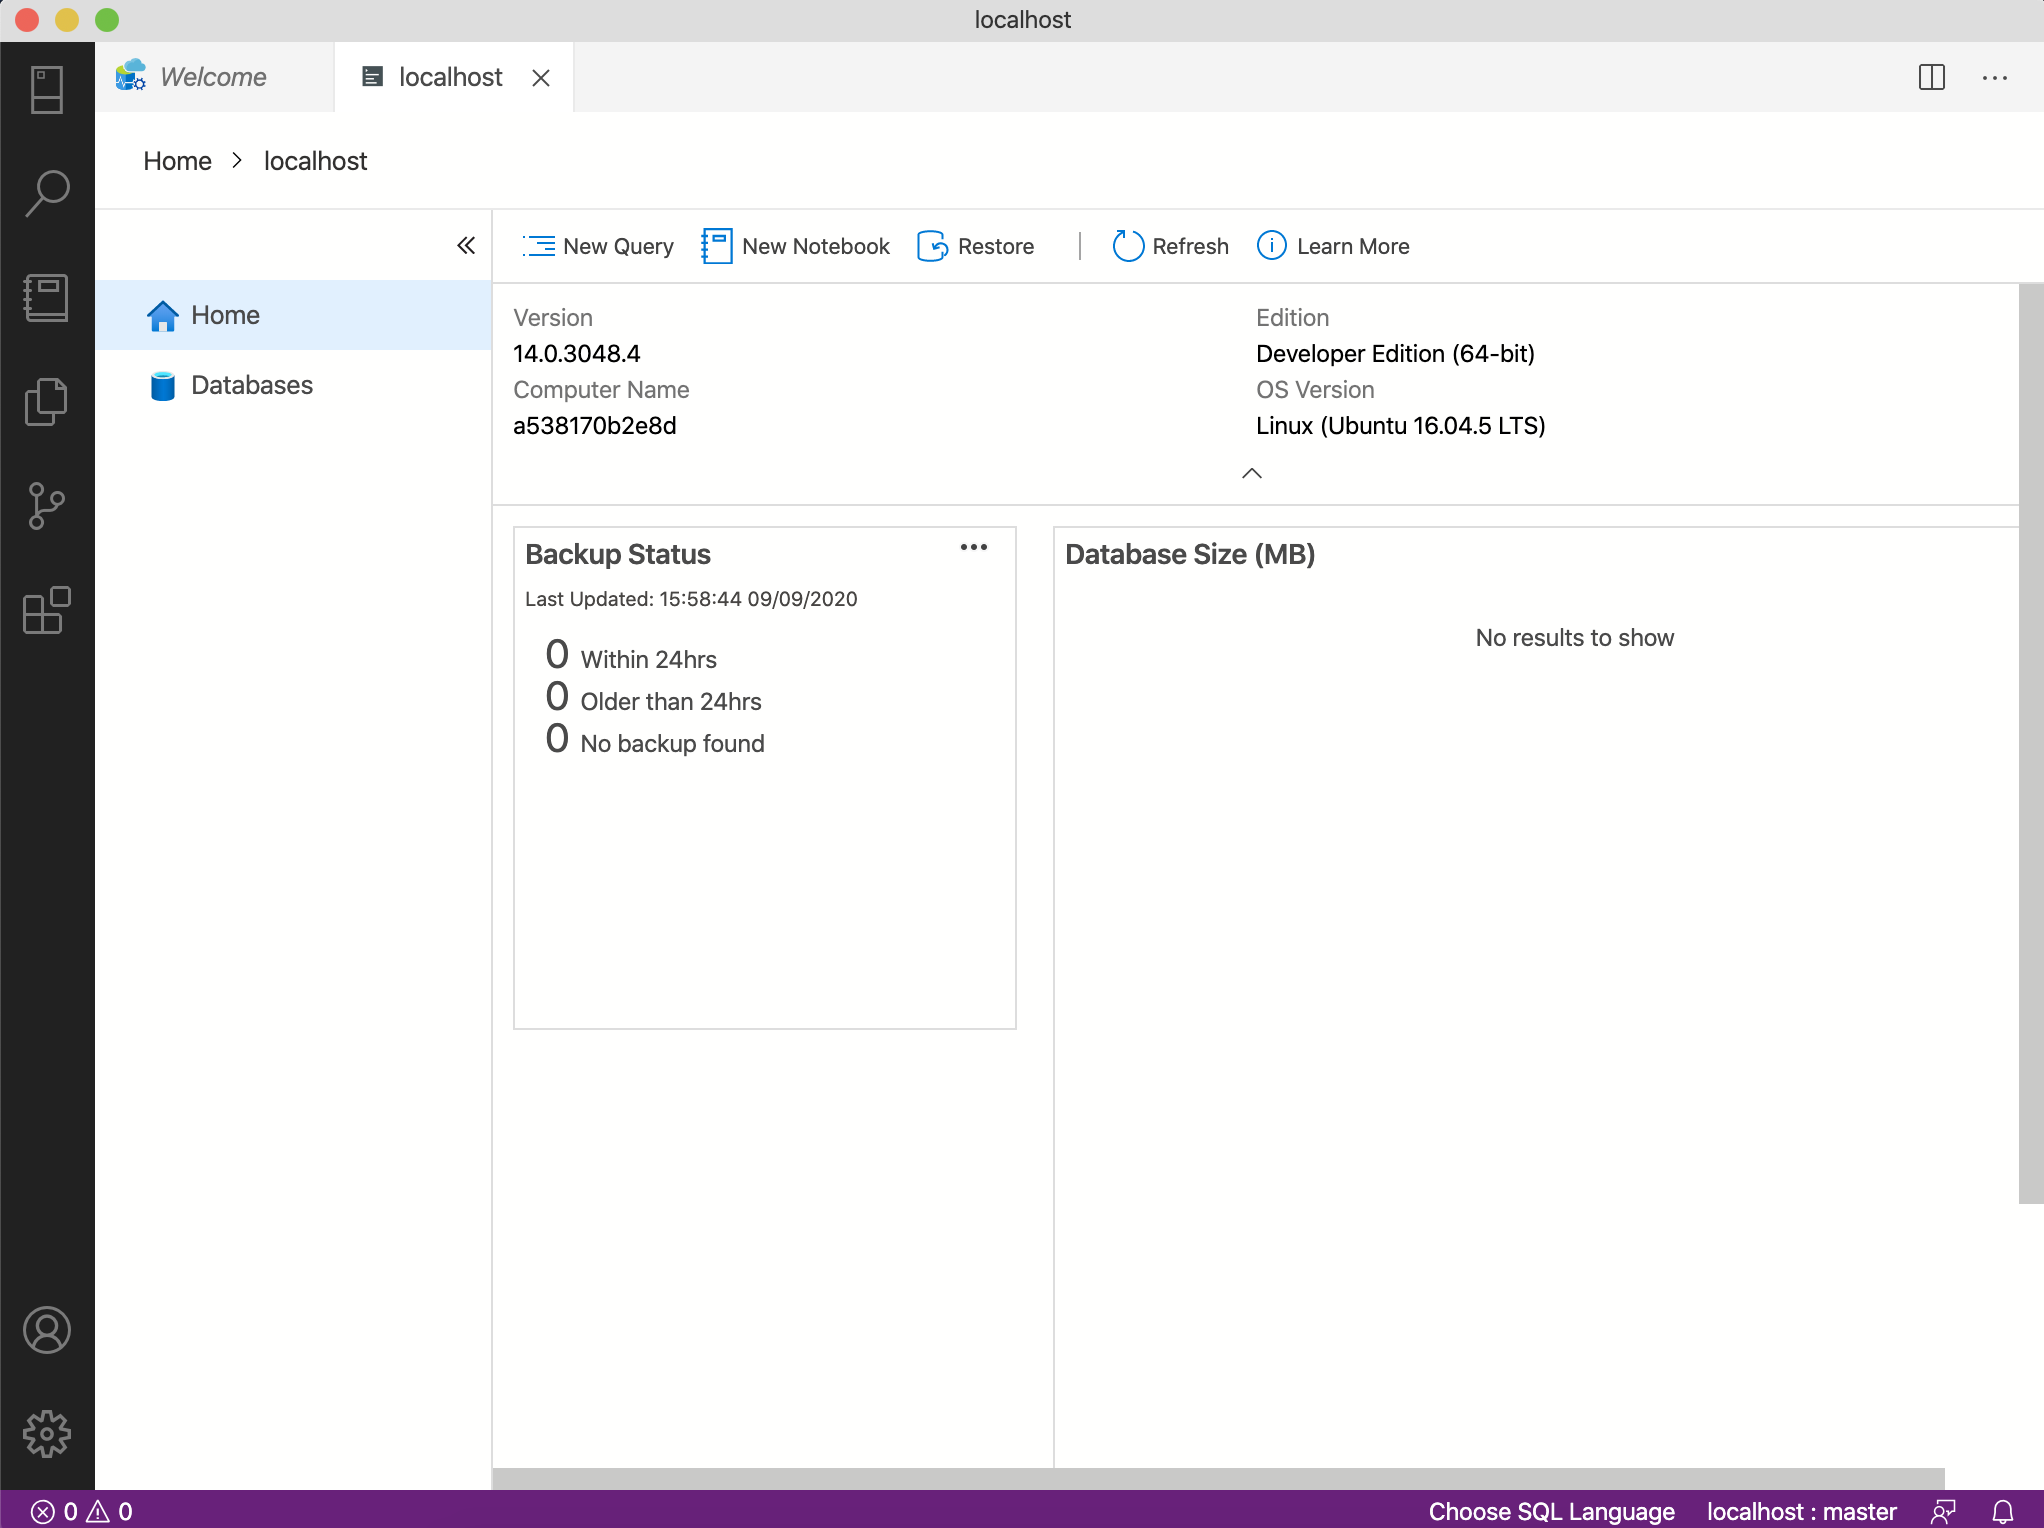 localhost
Welcome
localhost
Home > localhost
New Query
New Notebook
Restore
Refresh
Learn More
Home
Databases
Version
14.0.3048.4
Computer Name
a538170b2e8d
Edition
Developer Edition (64-bit)
OS Version
Linux (Ubuntu 16.04.5 LTS)
Backup Status
Last Updated: 15:58:44 09/09/2020
0 Within 24hrs
0 Older than 24hrs
0 No backup found
Database Size (MB)
No results to show
0 0
Choose SQL Language
localhost : master